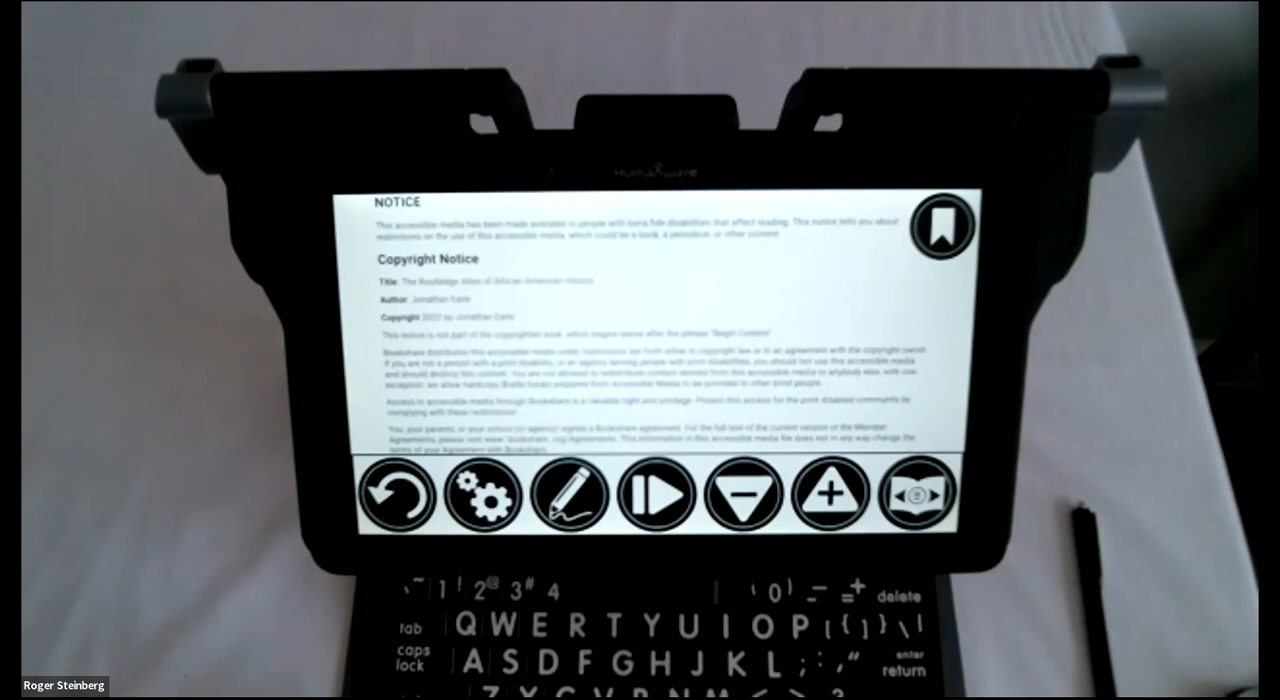 HumanWare
NOTICE
This accessible media has been made available to people with bona fide disabilities that affect reading. This notice tells you about
restrictions on the use of this accessible media, which could be a book, a periodical, or other content.
Copyright Notice
Title: The Routledge Atlas of African American History
Author: Jonathan Earle
Copyright 2022 by Jonathan Earle
This notice is not part of the copyrighted work, which begins below after the phrase "Begin Content"
Bookshare distributes this accessible media under restrictions set forth either in copyright law or in an agreement with the copyright owner.
If you are not a person with a print disability, or an agency serving people with print disabilities, you should not use this accessible media
and should destroy this content. You are not allowed to redistribute content derived from this accessible media to anybody else, with one
exception: we allow hardcopy Braille books prepared from Accessible Media to be provided to other blind people.
Access to accessible media through Bookshare is a valuable right and privilege. Protect this access for the print disabled community by
complying with these restrictions!
You, your parents, or your school (or agency) signed a Bookshare agreement. For the full text of the current version of the Member
Agreements, please visit www. bookshare. org/agreements. This information in this accessible media file does not in any way change the
terms of your Agreement with Bookshare.
` ~ 1 ! 2 @ 3 # 4 0 ) - _ = + delete
tab Q W E R T Y U I O P [ { ] } \ |
caps lock A S D F G H J K L ; : , " enter return
Roger Steinberg